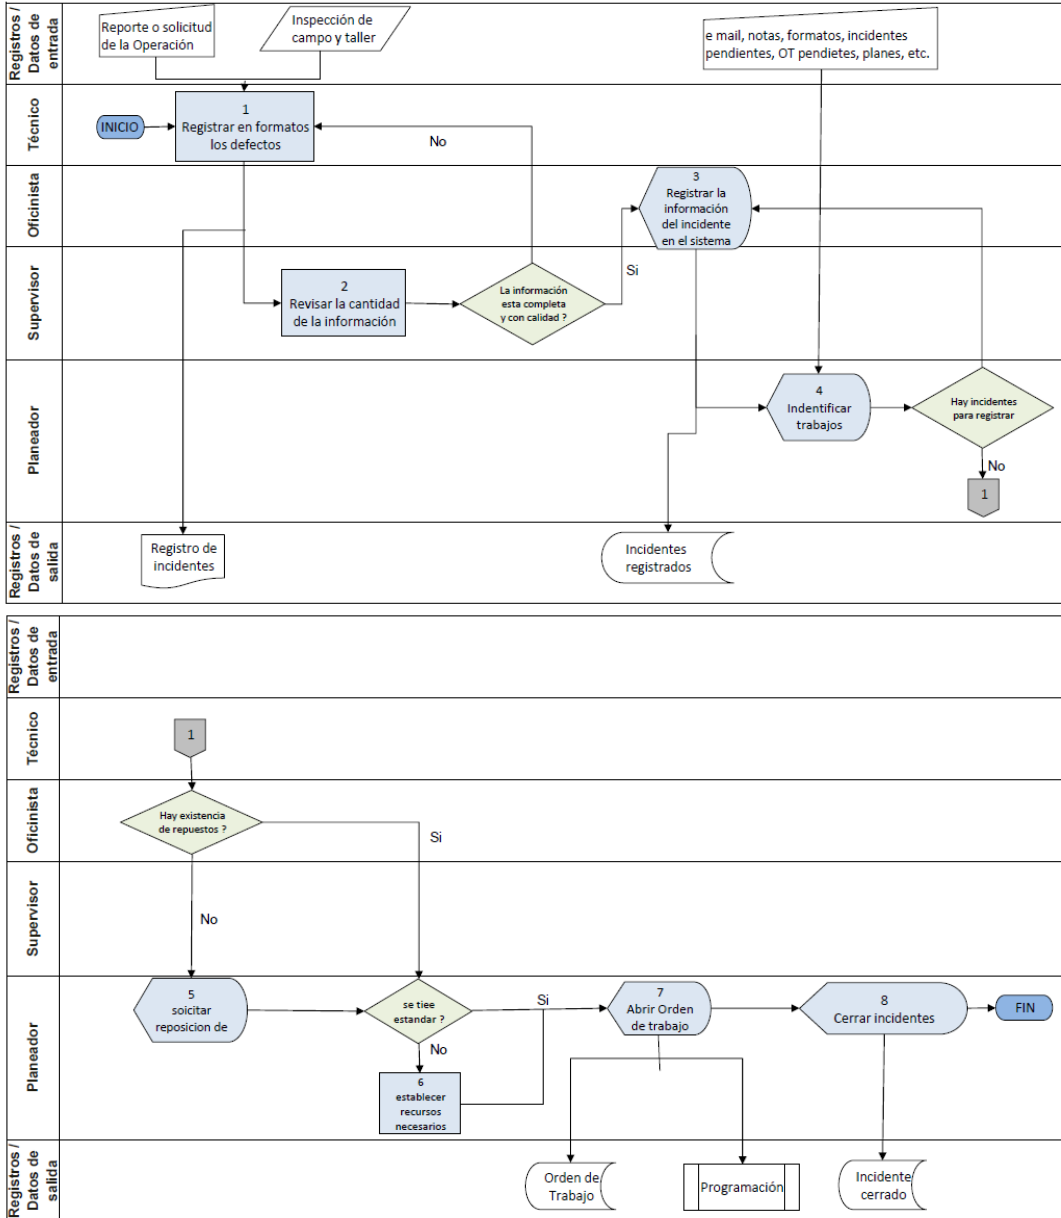 Registros /
Datos de
entrada
Reporte o solicitud
de la Operación
Inspección de
campo y taller
e mail, notas, formatos, incidentes
pendientes, OT pendietes, planes, etc.
Técnico
INICIO
1
Registrar en formatos
los defectos
No
Oficinista
3
Registrar la
información
del incidente
en el sistema
Supervisor
2
Revisar la cantidad
de la información
La información
esta completa
y con calidad ?
Si
Planeador
4
Indentificar
trabajos
Hay incidentes
para registrar
No
1
Registros /
Datos de
salida
Registro de
incidentes
Incidentes
registrados
Registros /
Datos de
entrada
Técnico
1
Oficinista
Hay existencia
de repuestos ?
Si
Supervisor
No
Planeador
5
soicitar
reposicion de
se tiee
estandar ?
Si
No
6
establecer
recursos
necesarios
7
Abrir Orden
de trabajo
8
Cerrar incidentes
FIN
Registros /
Datos de
salida
Orden de
Trabajo
Programación
Incidente
cerrado